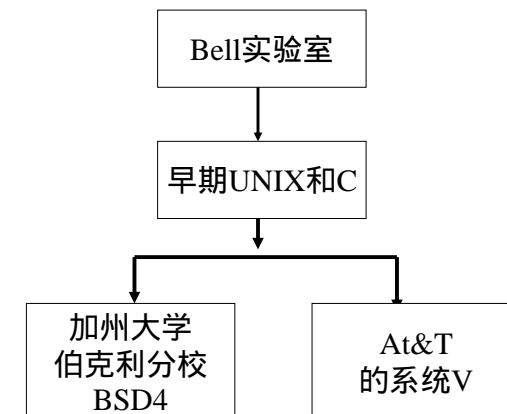 Bell实验室
早期UNIX和C
加州大学
伯克利分校
BSD4
At&T
的系统V